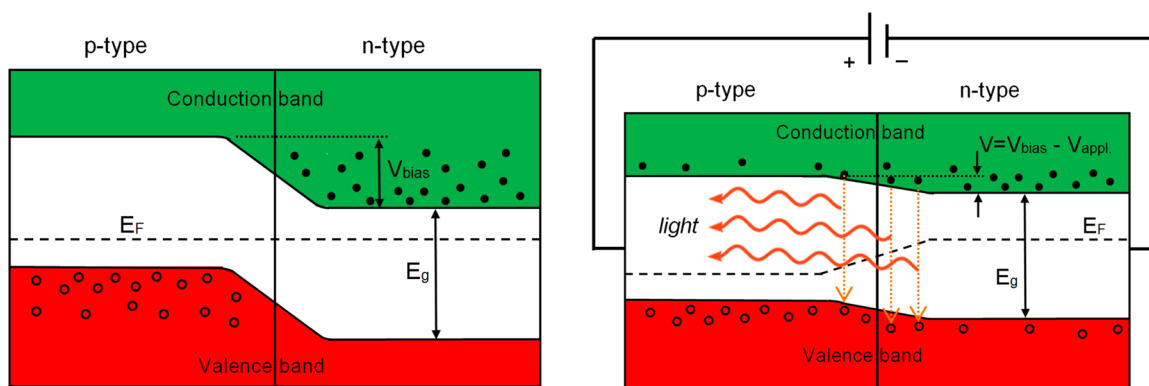 p-type
n-type
Conduction band
Vbias
EF
Eg
Valence band
+
−
p-type
n-type
Conduction band
V=Vbias - Vappl.
light
EF
Eg
Valence band